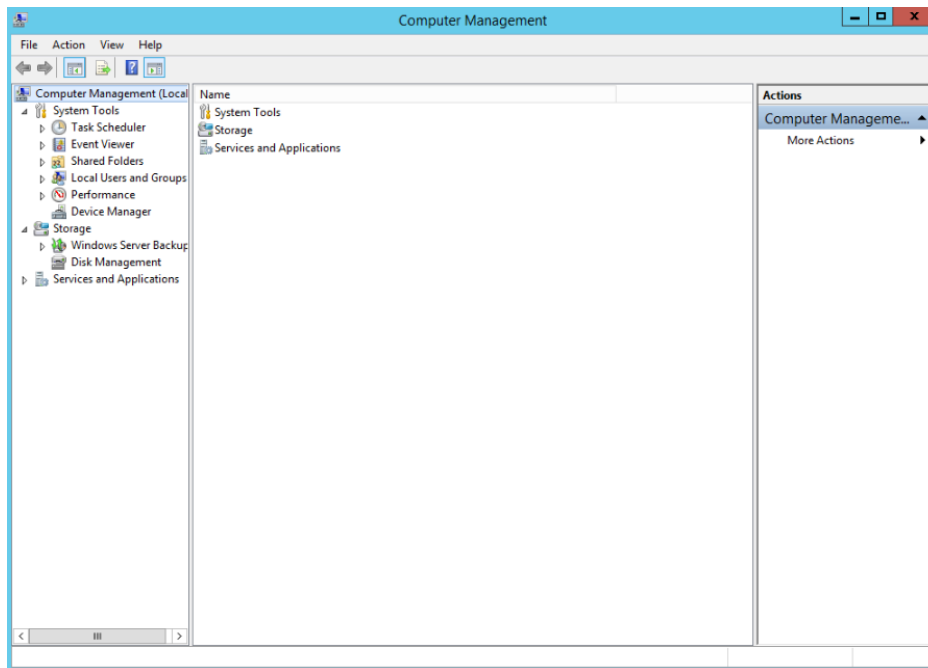 Computer Management
File Action View Help
Computer Management (Local
System Tools
Task Scheduler
Event Viewer
Shared Folders
Local Users and Groups
Performance
Device Manager
Storage
Windows Server Backup
Disk Management
Services and Applications
Name
System Tools
Storage
Services and Applications
Actions
Computer Manageme...
More Actions